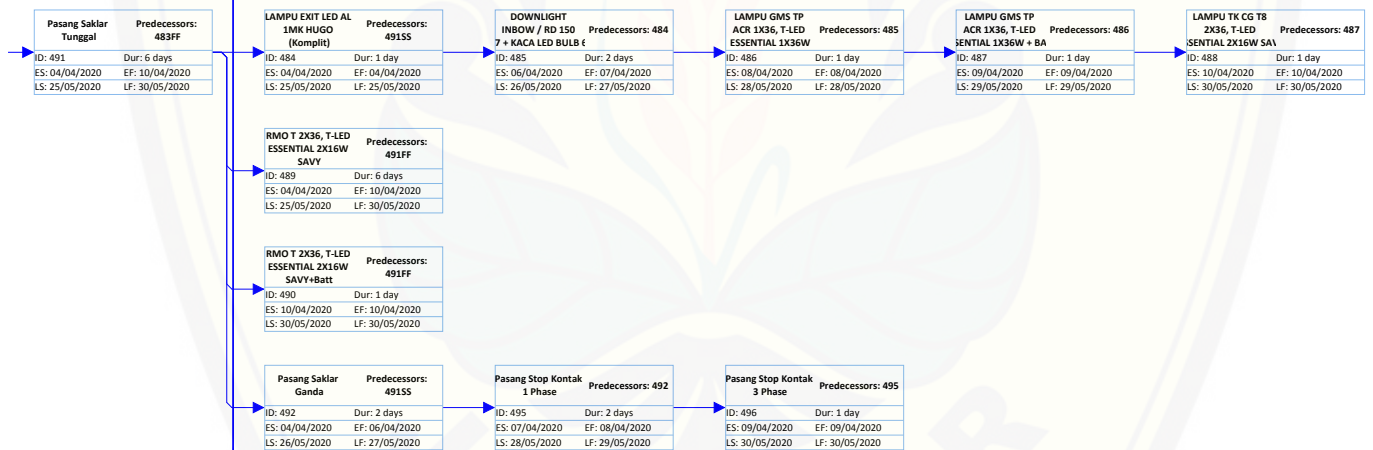 Pasang Saklar
Tunggal
Predecessors:
483FF
ID: 491 Dur: 6 days
ES: 04/04/2020 EF: 10/04/2020
LS: 25/05/2020 LF: 30/05/2020
LAMPU EXIT LED AL
1MK HUGO
(Komplit)
Predecessors:
491SS
ID: 484 Dur: 1 day
ES: 04/04/2020 EF: 04/04/2020
LS: 25/05/2020 LF: 25/05/2020
DOWNLIGHT
INBOW / RD 150
7 + KACA LED BULB 6
Predecessors: 484
ID: 485 Dur: 2 days
ES: 06/04/2020 EF: 07/04/2020
LS: 26/05/2020 LF: 27/05/2020
LAMPU GMS TP
ACR 1X36, T-LED
ESSENTIAL 1X36W
Predecessors: 485
ID: 486 Dur: 1 day
ES: 08/04/2020 EF: 08/04/2020
LS: 28/05/2020 LF: 28/05/2020
LAMPU GMS TP
ACR 1X36, T-LED
SENTIAL 1X36W + BA
Predecessors: 486
ID: 487 Dur: 1 day
ES: 09/04/2020 EF: 09/04/2020
LS: 29/05/2020 LF: 29/05/2020
LAMPU TK CG T8
2X36, T-LED
SENTIAL 2X16W SAV
Predecessors: 487
ID: 488 Dur: 1 day
ES: 10/04/2020 EF: 10/04/2020
LS: 30/05/2020 LF: 30/05/2020
RMO T 2X36, T-LED
ESSENTIAL 2X16W
SAVY
Predecessors:
491FF
ID: 489 Dur: 6 days
ES: 04/04/2020 EF: 10/04/2020
LS: 25/05/2020 LF: 30/05/2020
RMO T 2X36, T-LED
ESSENTIAL 2X16W
SAVY+Batt
Predecessors:
491FF
ID: 490 Dur: 1 day
ES: 10/04/2020 EF: 10/04/2020
LS: 30/05/2020 LF: 30/05/2020
Pasang Saklar
Ganda
Predecessors:
491SS
ID: 492 Dur: 2 days
ES: 04/04/2020 EF: 06/04/2020
LS: 26/05/2020 LF: 27/05/2020
Pasang Stop Kontak
1 Phase
Predecessors: 492
ID: 495 Dur: 2 days
ES: 07/04/2020 EF: 08/04/2020
LS: 28/05/2020 LF: 29/05/2020
Pasang Stop Kontak
3 Phase
Predecessors: 495
ID: 496 Dur: 1 day
ES: 09/04/2020 EF: 09/04/2020
LS: 30/05/2020 LF: 30/05/2020